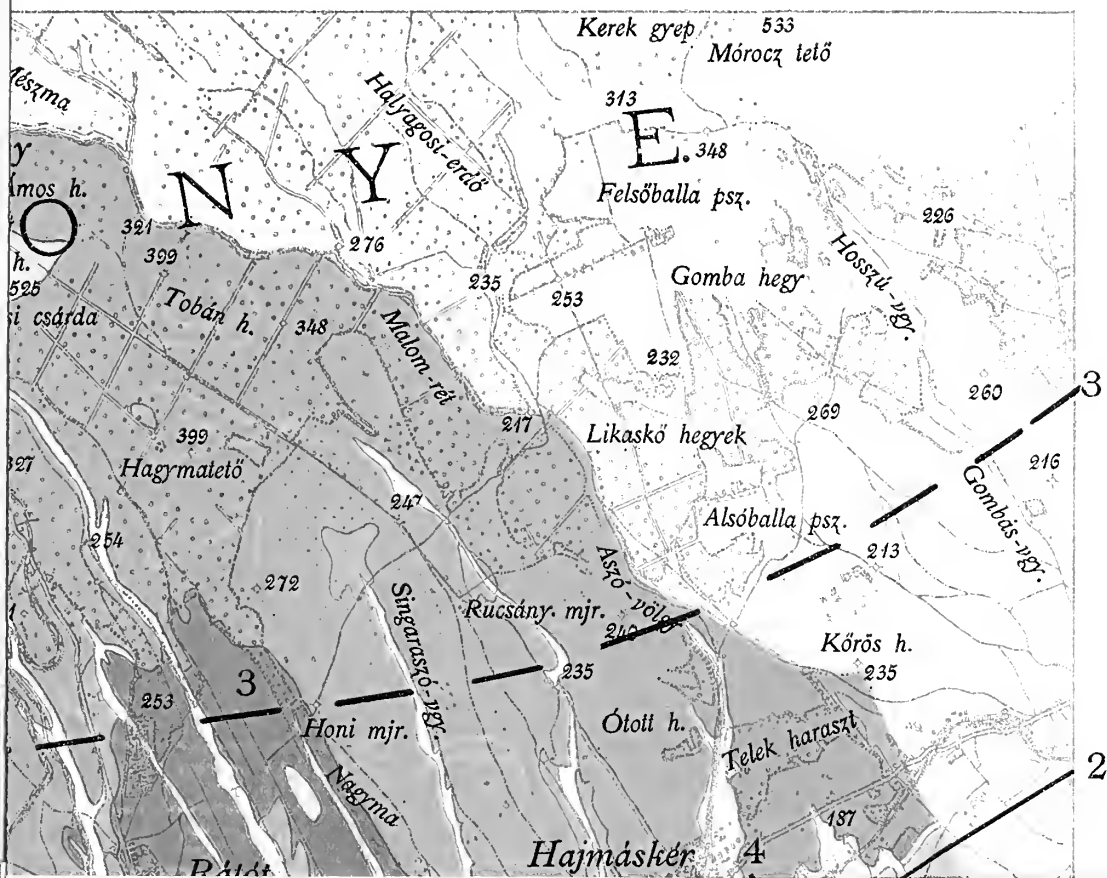 Kerek gyep
533
Mórocz tető
Mészma
Halyagosi-erdő
313
N Y E.
348
y
Ámos h.
Felsőballa psz.
321
226
399
276
h.
525
235
Gomba hegy
Hosszú-vgy.
253
si csárda
Tobán h.
348
Malom-rét
232
260
3
269
217
399
Likaskő hegyek
327
Hagymatető
216
247
Gombás-vgy.
Alsóballa psz.
254
213
272
Singaraszó-vgy.
Aszó-völgy
Rucsány. mjr.
240
Kőrös h.
235
235
3
253
Honi mjr.
Ótott h.
Telek haraszt
2
Nagyma
187
Hajmáskér
4
Rátót